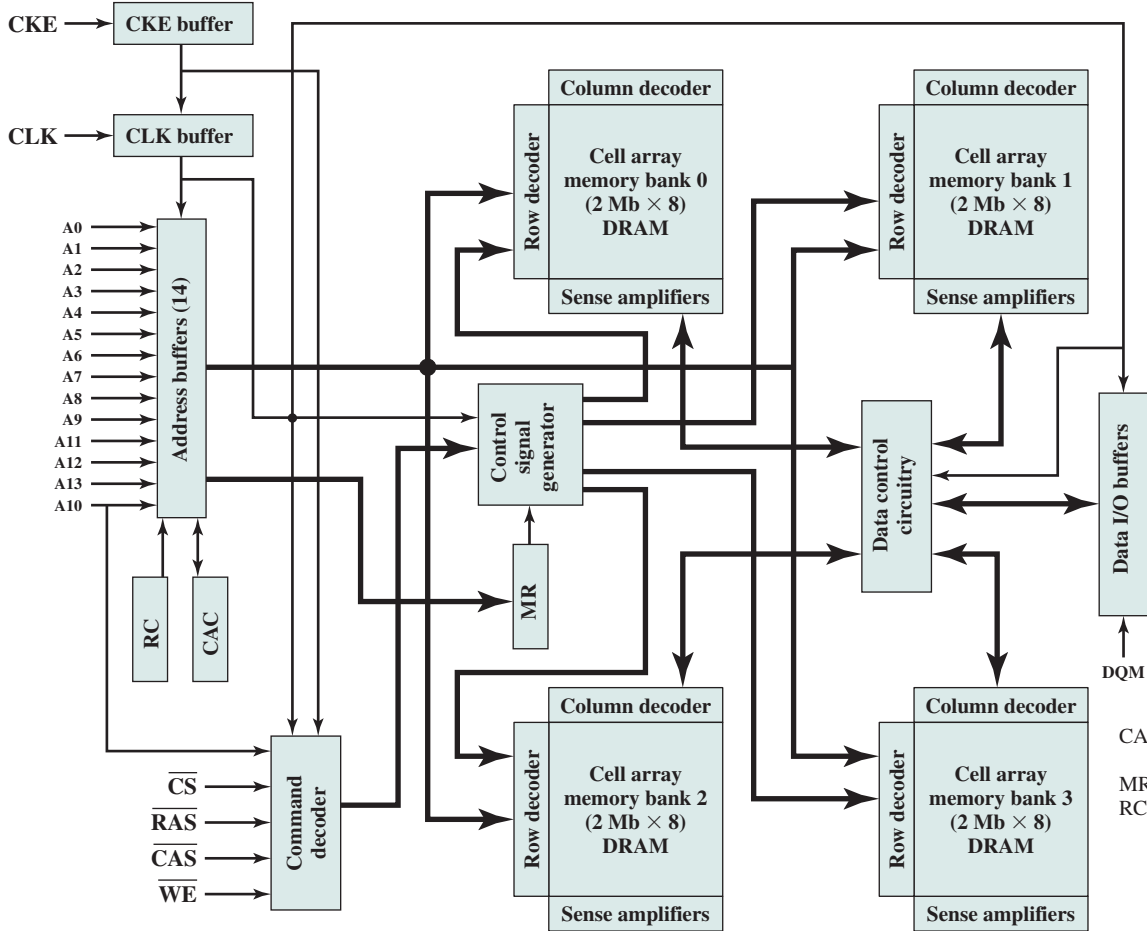 CKE
CKE buffer
CLK
CLK buffer
A0
A1
A2
A3
A4
A5
A6
A7
A8
A9
A11
A12
A13
A10
Address buffers (14)
RC
CAC
CS
RAS
CAS
WE
Command
decoder
Control
signal
generator
MR
Column decoder
Row decoder
Cell array
memory bank 0
(2 Mb × 8)
DRAM
Sense amplifiers
Column decoder
Row decoder
Cell array
memory bank 1
(2 Mb × 8)
DRAM
Sense amplifiers
Data control
circuitry
Data I/O buffers
DQM
Column decoder
Row decoder
Cell array
memory bank 2
(2 Mb × 8)
DRAM
Sense amplifiers
Column decoder
Row decoder
Cell array
memory bank 3
(2 Mb × 8)
DRAM
Sense amplifiers
CA
MR
RC